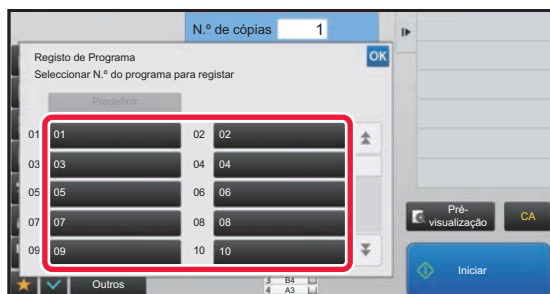 N.º de cópias 1
Registo de Programa
OK
Seleccionar N.º do programa para registar
Predefinir
01 01 02 02
03 03 04 04
05 05 06 06
07 07 08 08
09 09 10 10
Pré-
visualização
CA
Iniciar
Outros
3 B4
4 A3